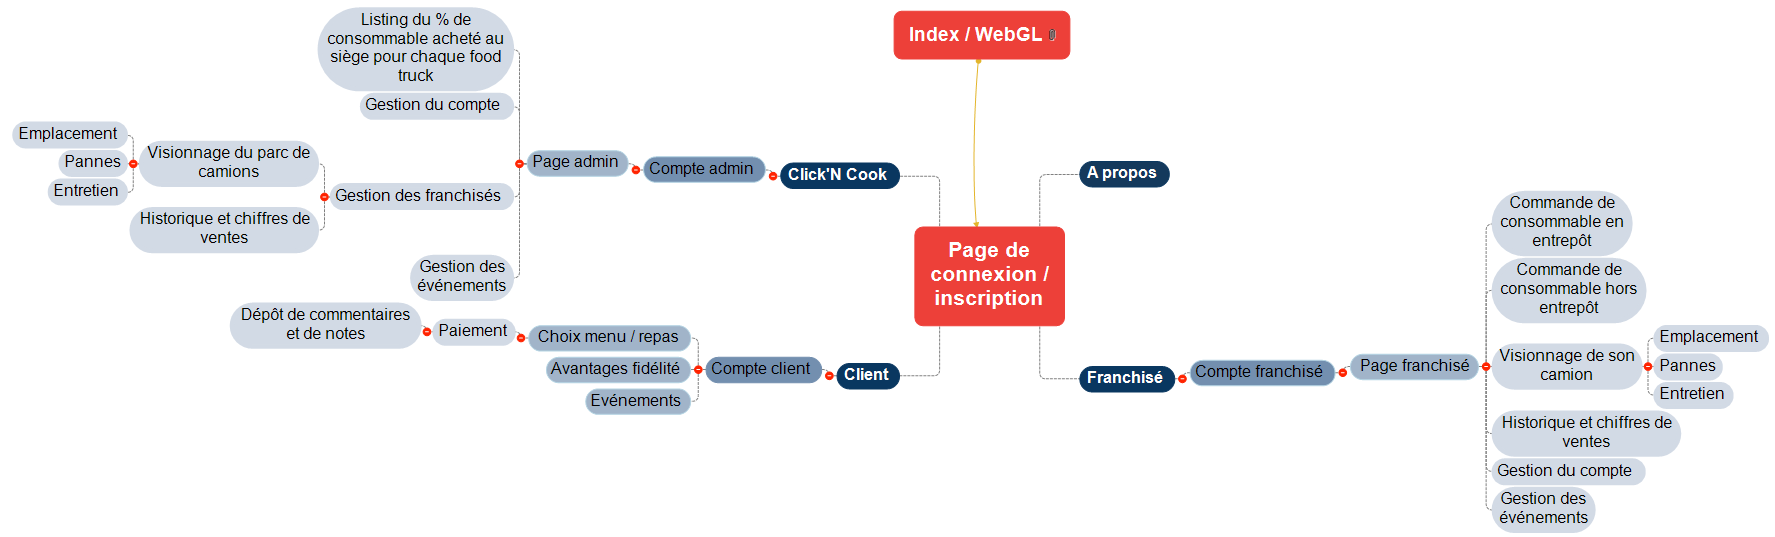 Index / WebGL
Page de
connexion /
inscription
Click'N Cook
Compte admin
Page admin
Listing du % de
consommable acheté au
siège pour chaque food
truck
Gestion du compte
Gestion des franchisés
Visionnage du parc de
camions
Emplacement
Pannes
Entretien
Historique et chiffres de
ventes
Gestion des
événements
Client
Compte client
Choix menu / repas
Paiement
Dépôt de commentaires
et de notes
Avantages fidélité
Evénements
A propos
Franchisé
Compte franchisé
Page franchisé
Commande de
consommable en
entrepôt
Commande de
consommable hors
entrepôt
Visionnage de son
camion
Emplacement
Pannes
Entretien
Historique et chiffres de
ventes
Gestion du compte
Gestion des
événements